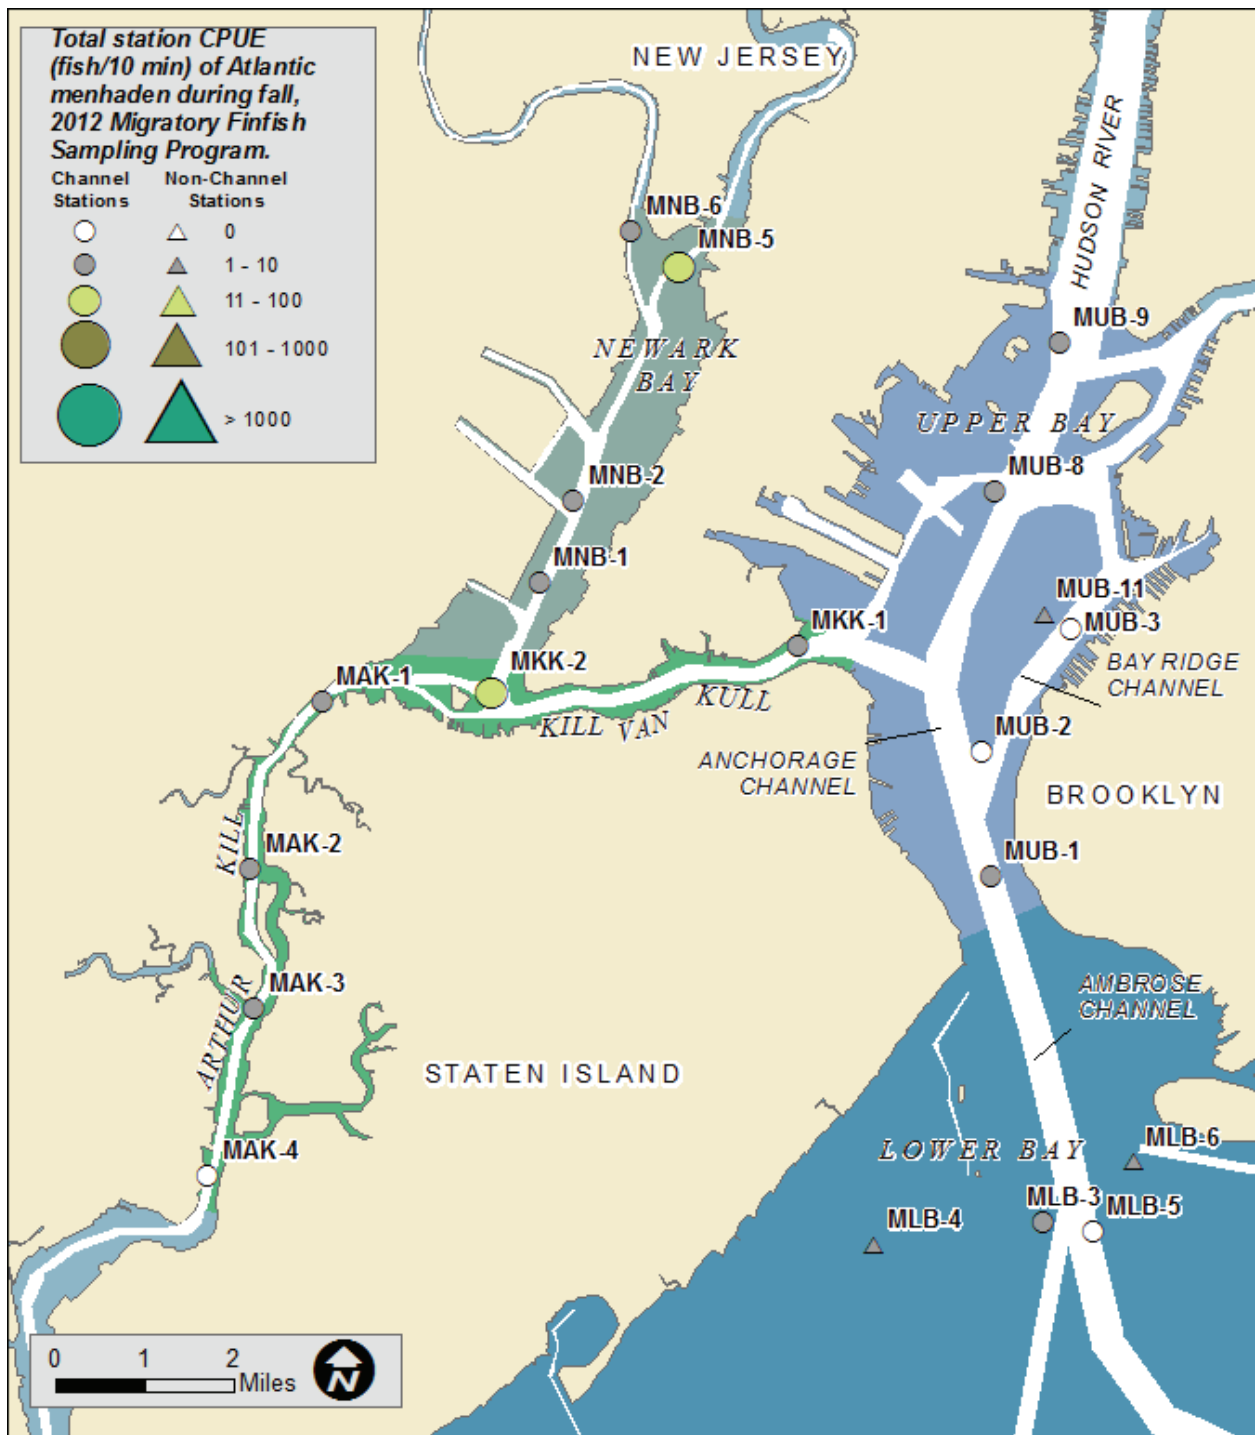 Total station CPUE
(fish/10 min) of Atlantic
menhaden during fall,
2012 Migratory Finfish
Sampling Program.
Channel Non-Channel
Stations Stations
0
1 - 10
11 - 100
101 - 1000
> 1000
NEW JERSEY
HUDSON RIVER
MNB-6
MNB-5
MUB-9
NEWARK
BAY
UPPER BAY
MUB-8
MNB-2
MNB-1
MUB-11
MKK-1
MUB-3
MKK-2
BAY RIDGE
CHANNEL
MAK-1
KILL VAN KULL
MUB-2
ANCHORAGE
CHANNEL
BROOKLYN
MAK-2
MUB-1
ARTHUR KILL
MAK-3
AMBROSE
CHANNEL
STATEN ISLAND
MAK-4
LOWER BAY
MLB-6
MLB-3
MLB-5
MLB-4
0 1 2
Miles
N